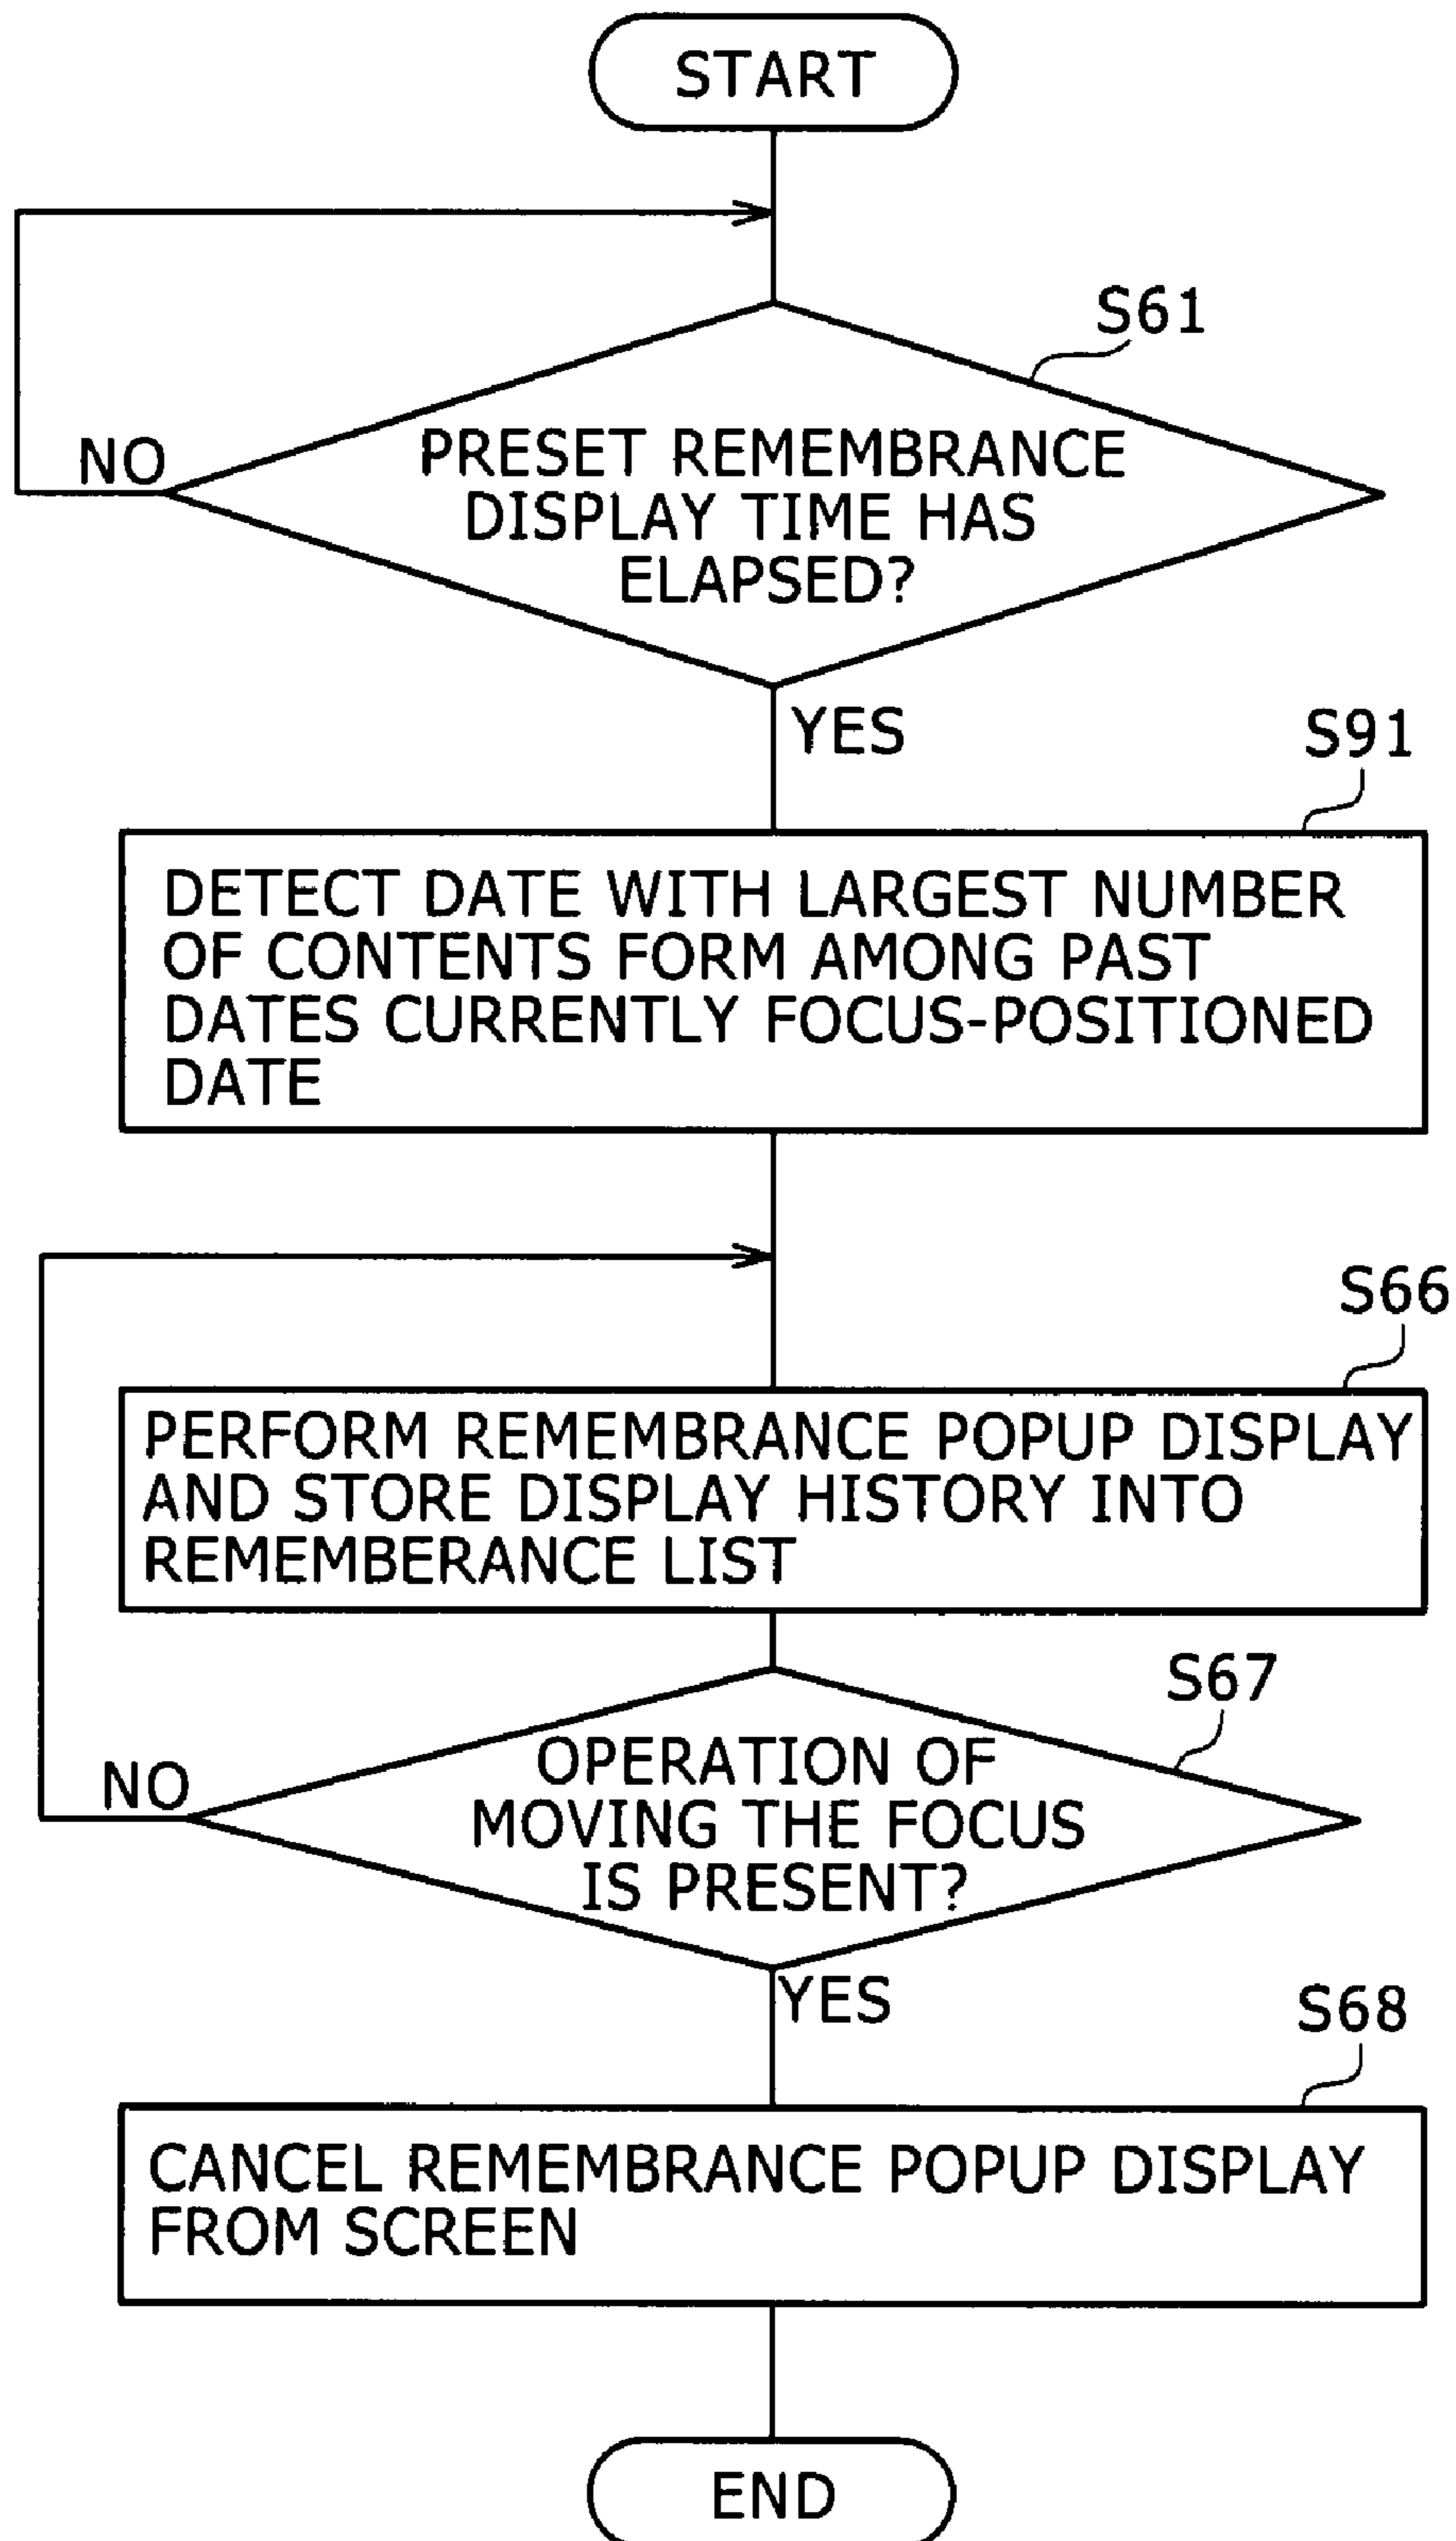 START
S61
NO
PRESET REMEMBRANCE
DISPLAY TIME HAS
ELAPSED?
YES
S91
DETECT DATE WITH LARGEST NUMBER
OF CONTENTS FORM AMONG PAST
DATES CURRENTLY FOCUS-POSITIONED
DATE
S66
PERFORM REMEMBRANCE POPUP DISPLAY
AND STORE DISPLAY HISTORY INTO
REMEMBERANCE LIST
S67
NO
OPERATION OF
MOVING THE FOCUS
IS PRESENT?
YES
S68
CANCEL REMEMBRANCE POPUP DISPLAY
FROM SCREEN
END